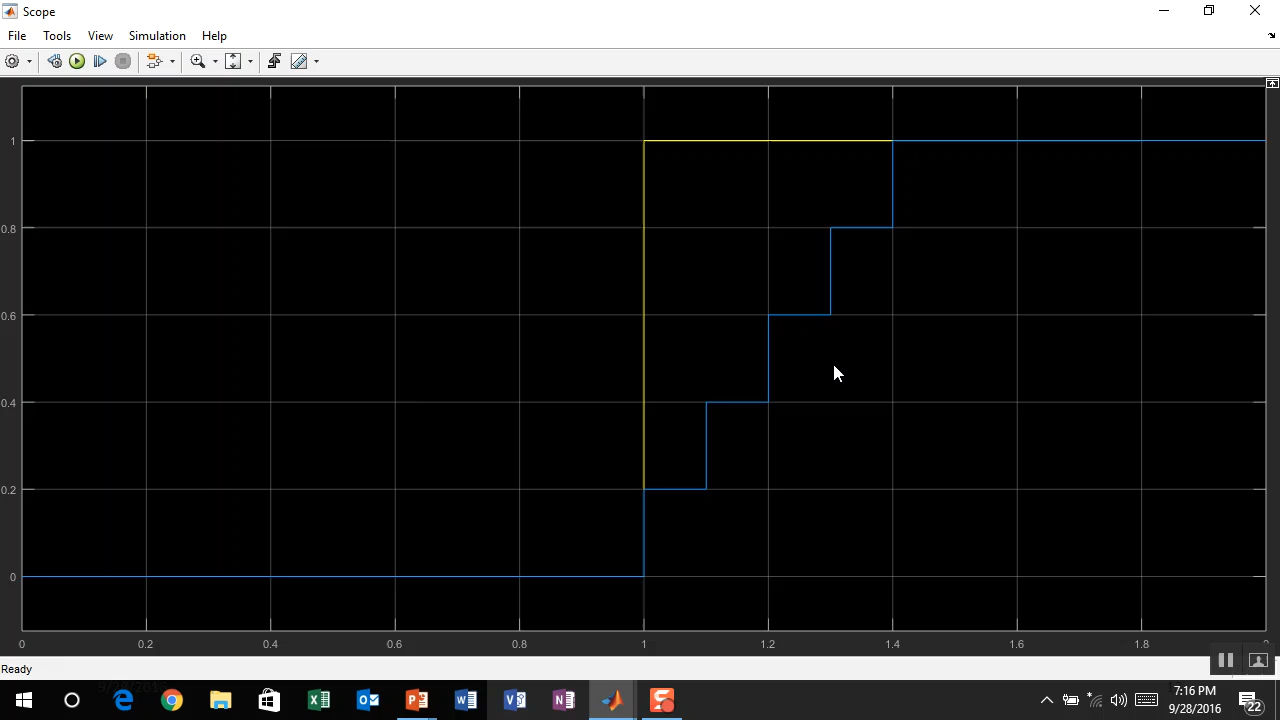 Scope
File Tools View Simulation Help
1
0.8
0.6
0.4
0.2
0
0 0.2 0.4 0.6 0.8 1 1.2 1.4 1.6 1.8
Ready
7:16 PM
9/28/2016
22